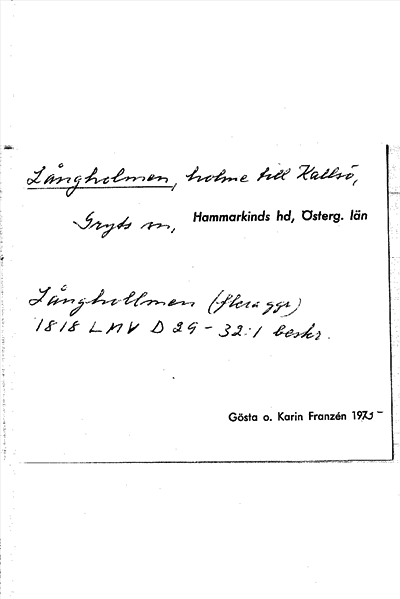 Långholmen, holme till Kallsö,
Gryts sn, Hammarkinds hd, Österg. län
Långhollmen (flera ggr)
1818 LMV D 29-32:1 beskr.
Gösta o. Karin Franzén 1975